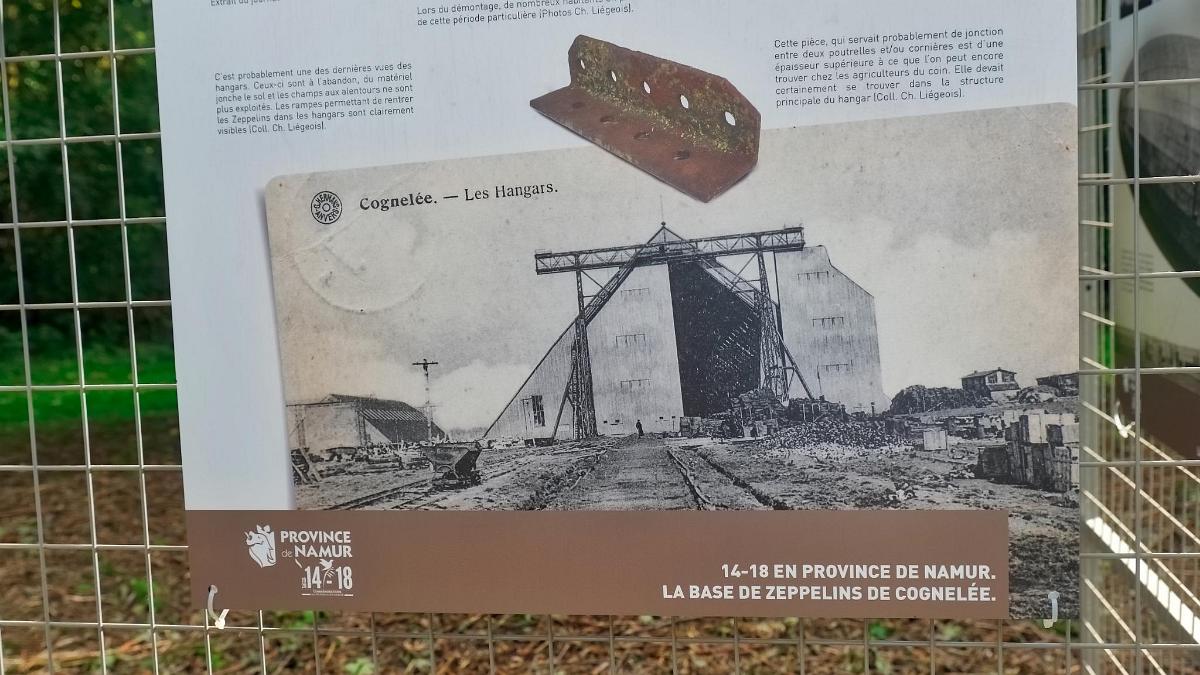 Extrait du journal
Lors du démontage, de nombreux habitants
de cette période particulière (Photos Ch. Liégeois).
C'est probablement une des dernières vues des
hangars. Ceux-ci sont à l'abandon, du matériel
jonche le sol et les champs aux alentours ne sont
plus exploités. Les rampes permettant de rentrer
les Zeppelins dans les hangars sont clairement
visibles (Coll. Ch. Liégeois).
Cette pièce, qui servait probablement de jonction
entre deux poutrelles et/ou cornières est d'une
épaisseur supérieure à ce que l'on peut encore
trouver chez les agriculteurs du coin. Elle devait
certainement se trouver dans la structure
principale du hangar (Coll. Ch. Liégeois).
G. HERMANS
ANVERS
Cognelée. — Les Hangars.
PROVINCE
de NAMUR
14-18
14-18 EN PROVINCE DE NAMUR.
LA BASE DE ZEPPELINS DE COGNELÉE.